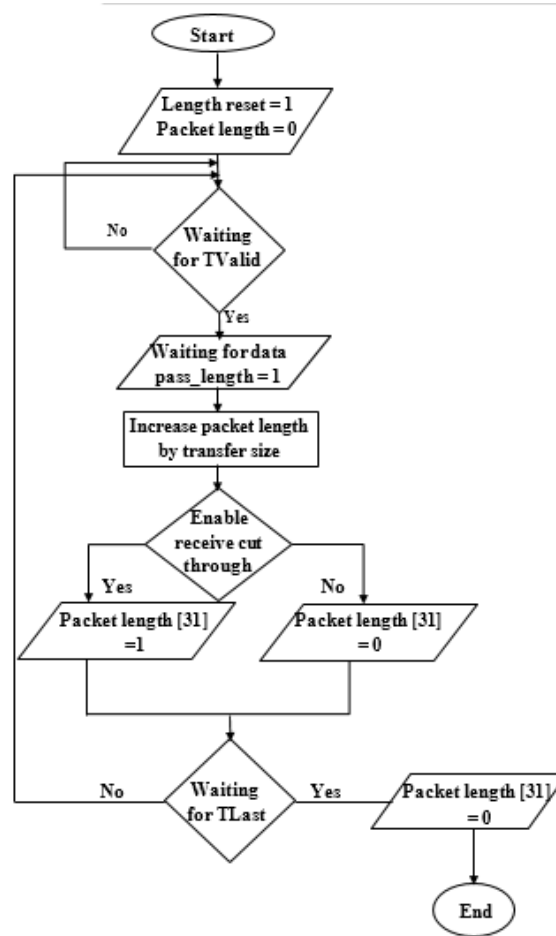 Start
Length reset = 1
Packet length = 0
No
Waiting
for TValid
Yes
Waiting for data
pass_length = 1
Increase packet length
by transfer size
Enable
receive cut
through
Yes
No
Packet length [31]
=1
Packet length [31]
= 0
No
Waiting
for TLast
Yes
Packet length [31]
= 0
End